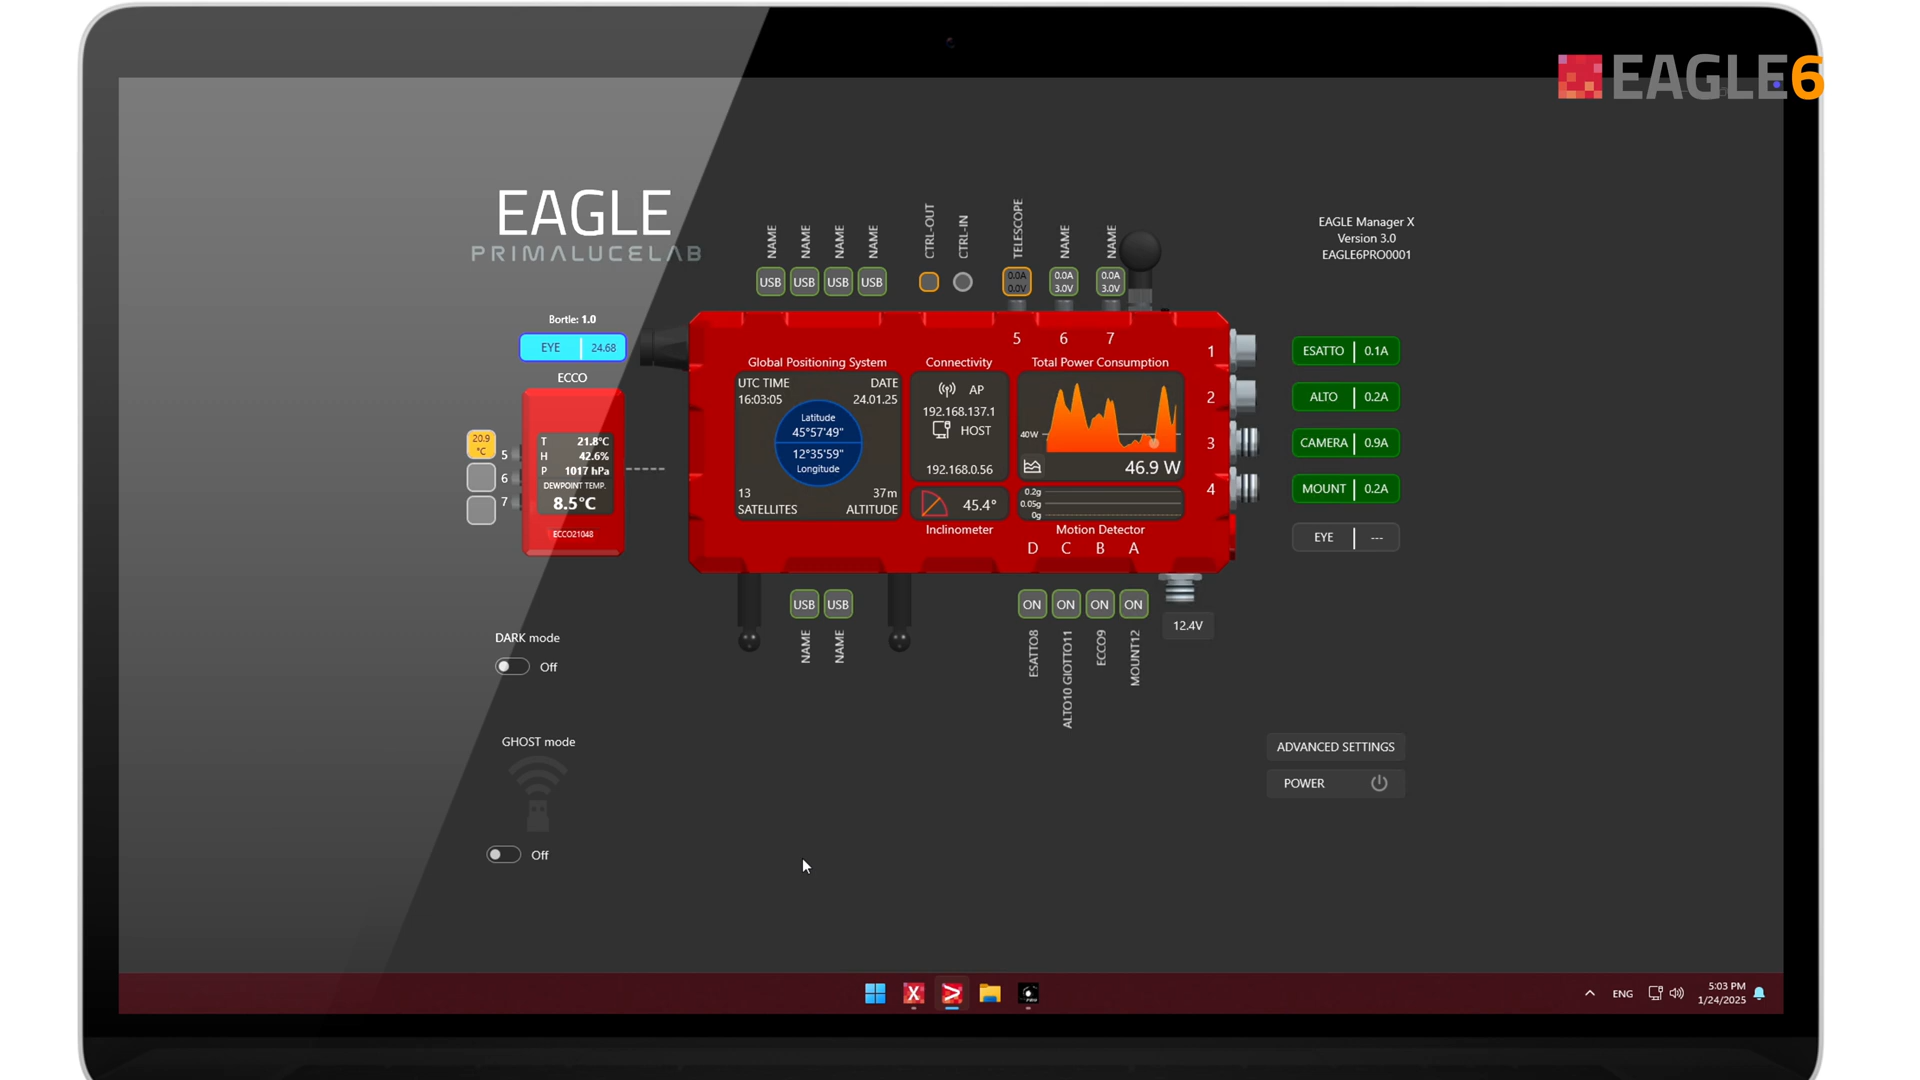 EAGLE6
EAGLE
PRIMALUCELAB
NAME
NAME
NAME
NAME
CTRL-OUT
CTRL-IN
TELESCOPE
NAME
NAME
USB
USB
USB
USB
0.0A
0.0V
0.0A
3.0V
0.0A
3.0V
EAGLE Manager X
Version 3.0
EAGLE6PRO0001
Bortle: 1.0
EYE 24.68
ECCO
20.9
°C
5
6
7
T 21.8°C
H 42.6%
P 1017 hPa
DEWPOINT TEMP.
8.5°C
ECCO21048
5 6 7
Global Positioning System
UTC TIME DATE
16:03:05 24.01.25
Latitude
45°57'49"
12°35'59"
Longitude
13 37m
SATELLITES ALTITUDE
Connectivity
AP
192.168.137.1
HOST
192.168.0.56
45.4°
Inclinometer
Total Power Consumption
40W
46.9 W
0.2g
0.05g
0g
Motion Detector
D C B A
1
2
3
4
ESATTO 0.1A
ALTO 0.2A
CAMERA 0.9A
MOUNT 0.2A
EYE ---
USB
USB
NAME
NAME
ON
ON
ON
ON
ESATTO8
ALTO10 GIOTTO11
ECCO9
MOUNT12
12.4V
DARK mode
Off
GHOST mode
Off
ADVANCED SETTINGS
POWER
X
ENG
5:03 PM
1/24/2025